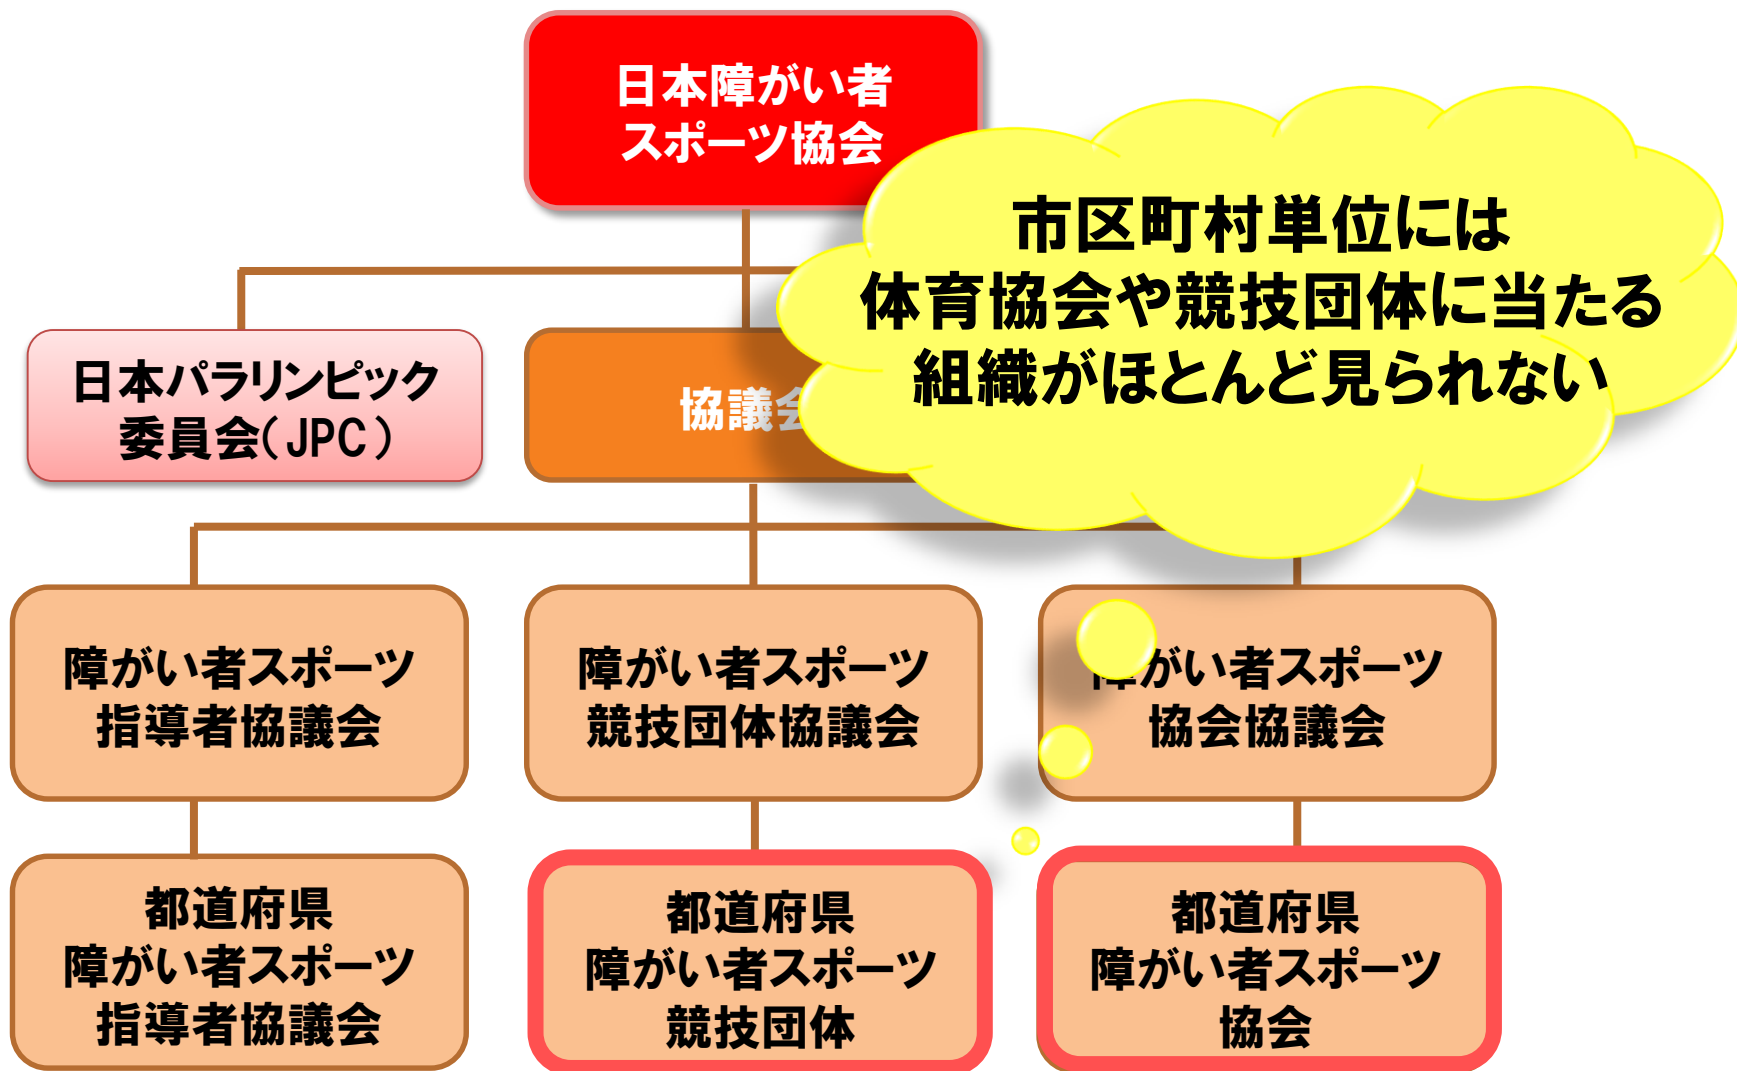 日本障がい者
スポーツ協会
市区町村単位には
体育協会や競技団体に当たる
組織がほとんど見られない
日本パラリンピック
委員会(JPC)
協議会
障がい者スポーツ
指導者協議会
障がい者スポーツ
競技団体協議会
障がい者スポーツ
協会協議会
都道府県
障がい者スポーツ
指導者協議会
都道府県
障がい者スポーツ
競技団体
都道府県
障がい者スポーツ
協会